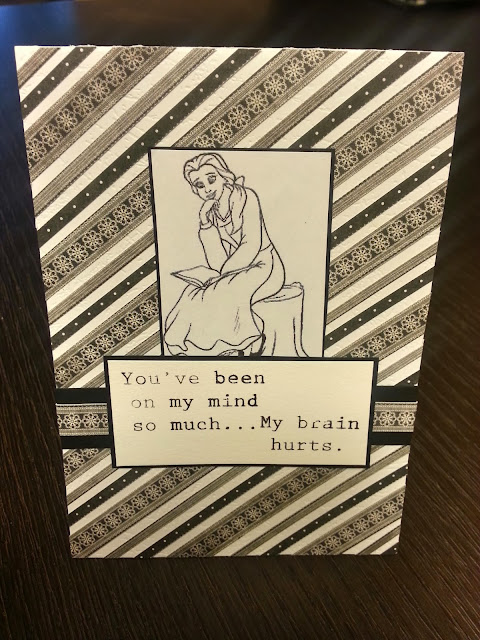 You've been
on my mind
so much...My brain
hurts.